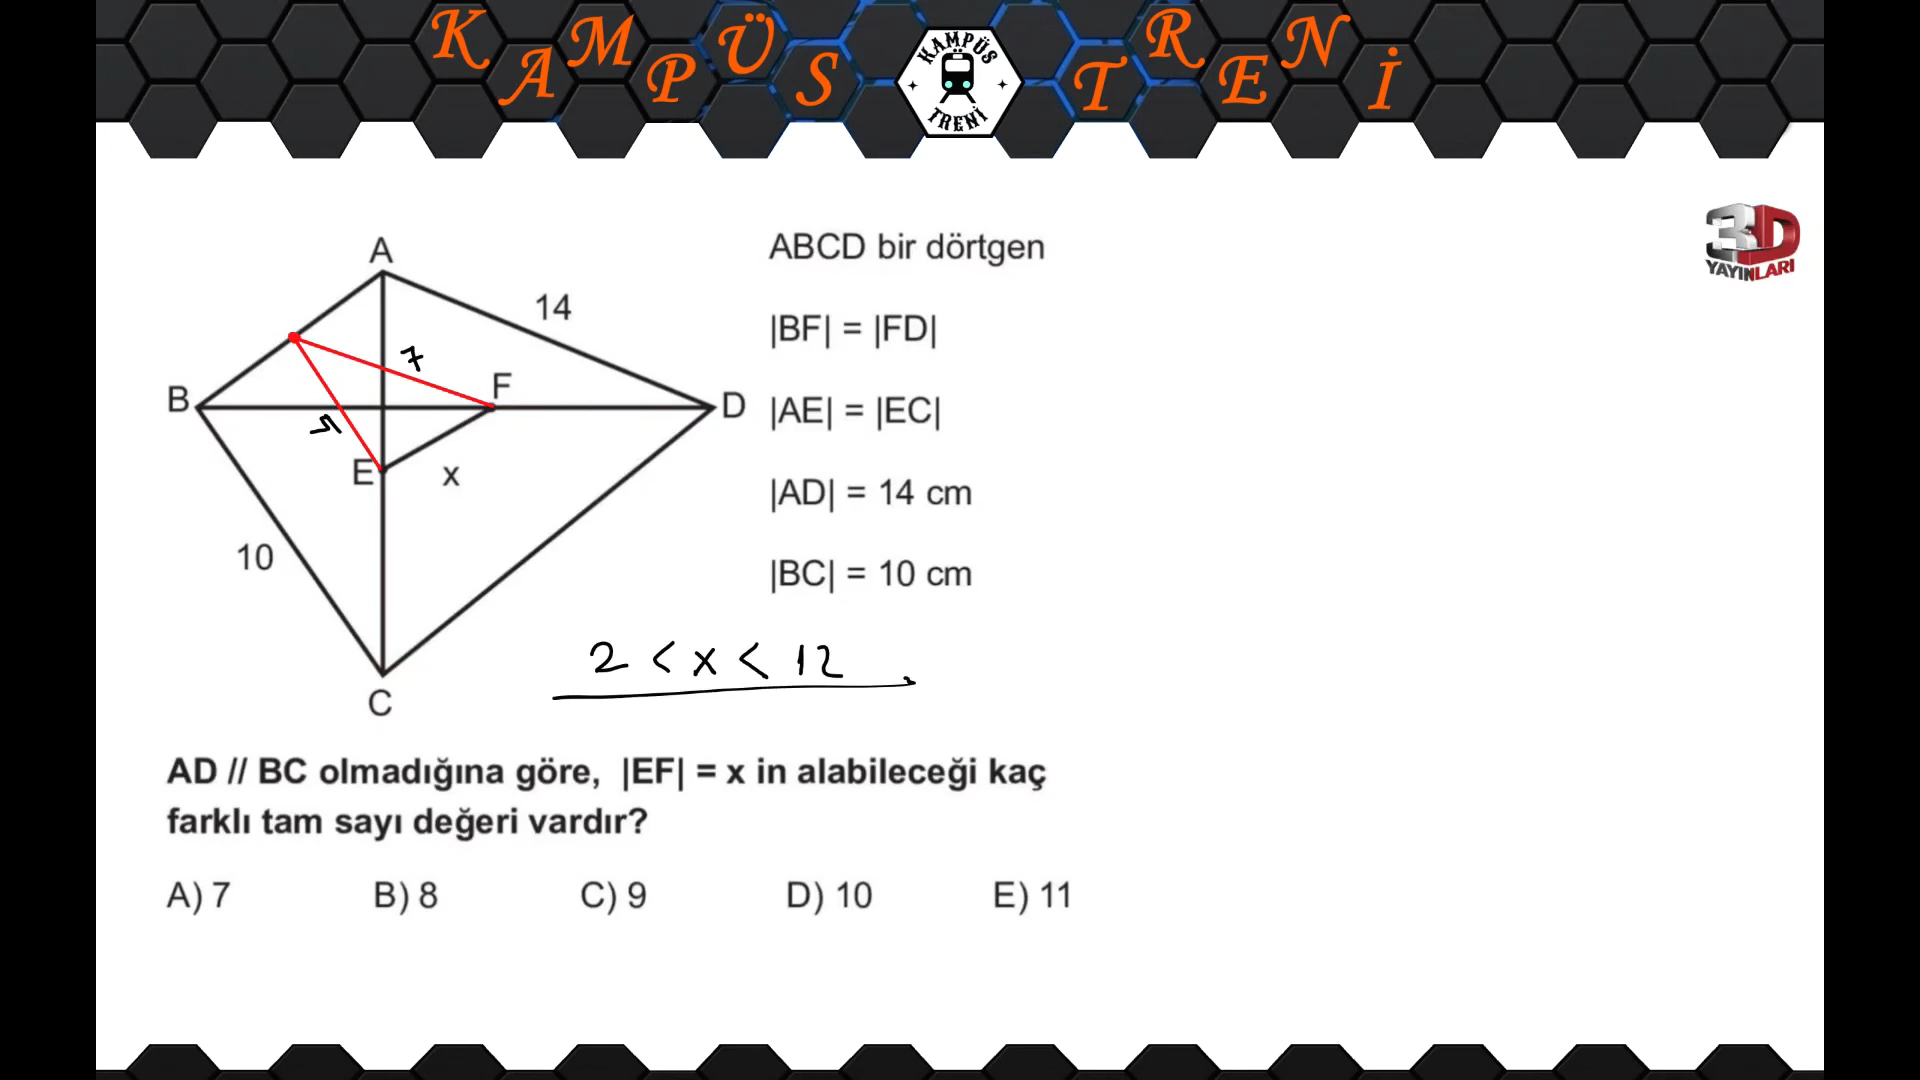 KAMPÜS TRENİ
KAMPÜS
TRENİ
3D
YAYINLARI
A
14
7
F
B
D
5
E
x
10
C
ABCD bir dörtgen
|BF| = |FD|
|AE| = |EC|
|AD| = 14 cm
|BC| = 10 cm
2 < x < 12
AD // BC olmadığına göre, |EF| = x in alabileceği kaç
farklı tam sayı değeri vardır?
A) 7 B) 8 C) 9 D) 10 E) 11